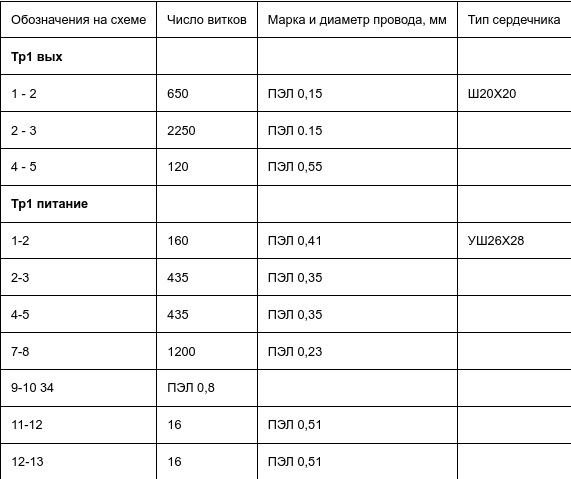 Обозначения на схеме Число витков Марка и диаметр провода, мм Тип сердечника
Тр1 вых
1 - 2 650 ПЭЛ 0,15 Ш20Х20
2 - 3 2250 ПЭЛ 0.15
4 - 5 120 ПЭЛ 0,55
Тр1 питание
1-2 160 ПЭЛ 0,41 УШ26Х28
2-3 435 ПЭЛ 0,35
4-5 435 ПЭЛ 0,35
7-8 1200 ПЭЛ 0,23
9-10 34 ПЭЛ 0,8
11-12 16 ПЭЛ 0,51
12-13 16 ПЭЛ 0,51